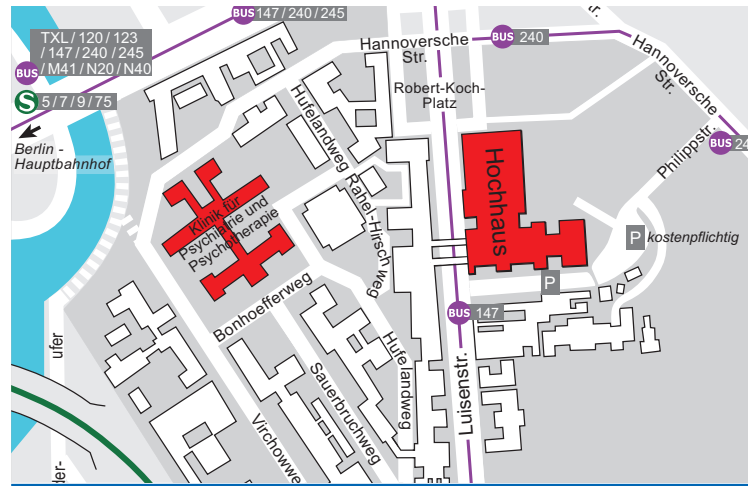 BUS 147 / 240 / 245
TXL / 120 / 123
/ 147 / 240 / 245
BUS / M41 / N20 / N40
S 5 / 7 / 9 / 75
Berlin -
Hauptbahnhof
Hannoversche
Str.
BUS 240
Hannoversche
Str.
Robert-Koch-
Platz
Philippstr.
BUS 24
Hufelandweg
Rahel-Hirsch weg
Klinik für
Psychiatrie und
Psychotherapie
Hochhaus
P kostenpflichtig
P
BUS 147
Bonhoefferweg
Hufelandweg
Sauerbruchweg
Virchowwe
Luisenstr.
ufer
der-